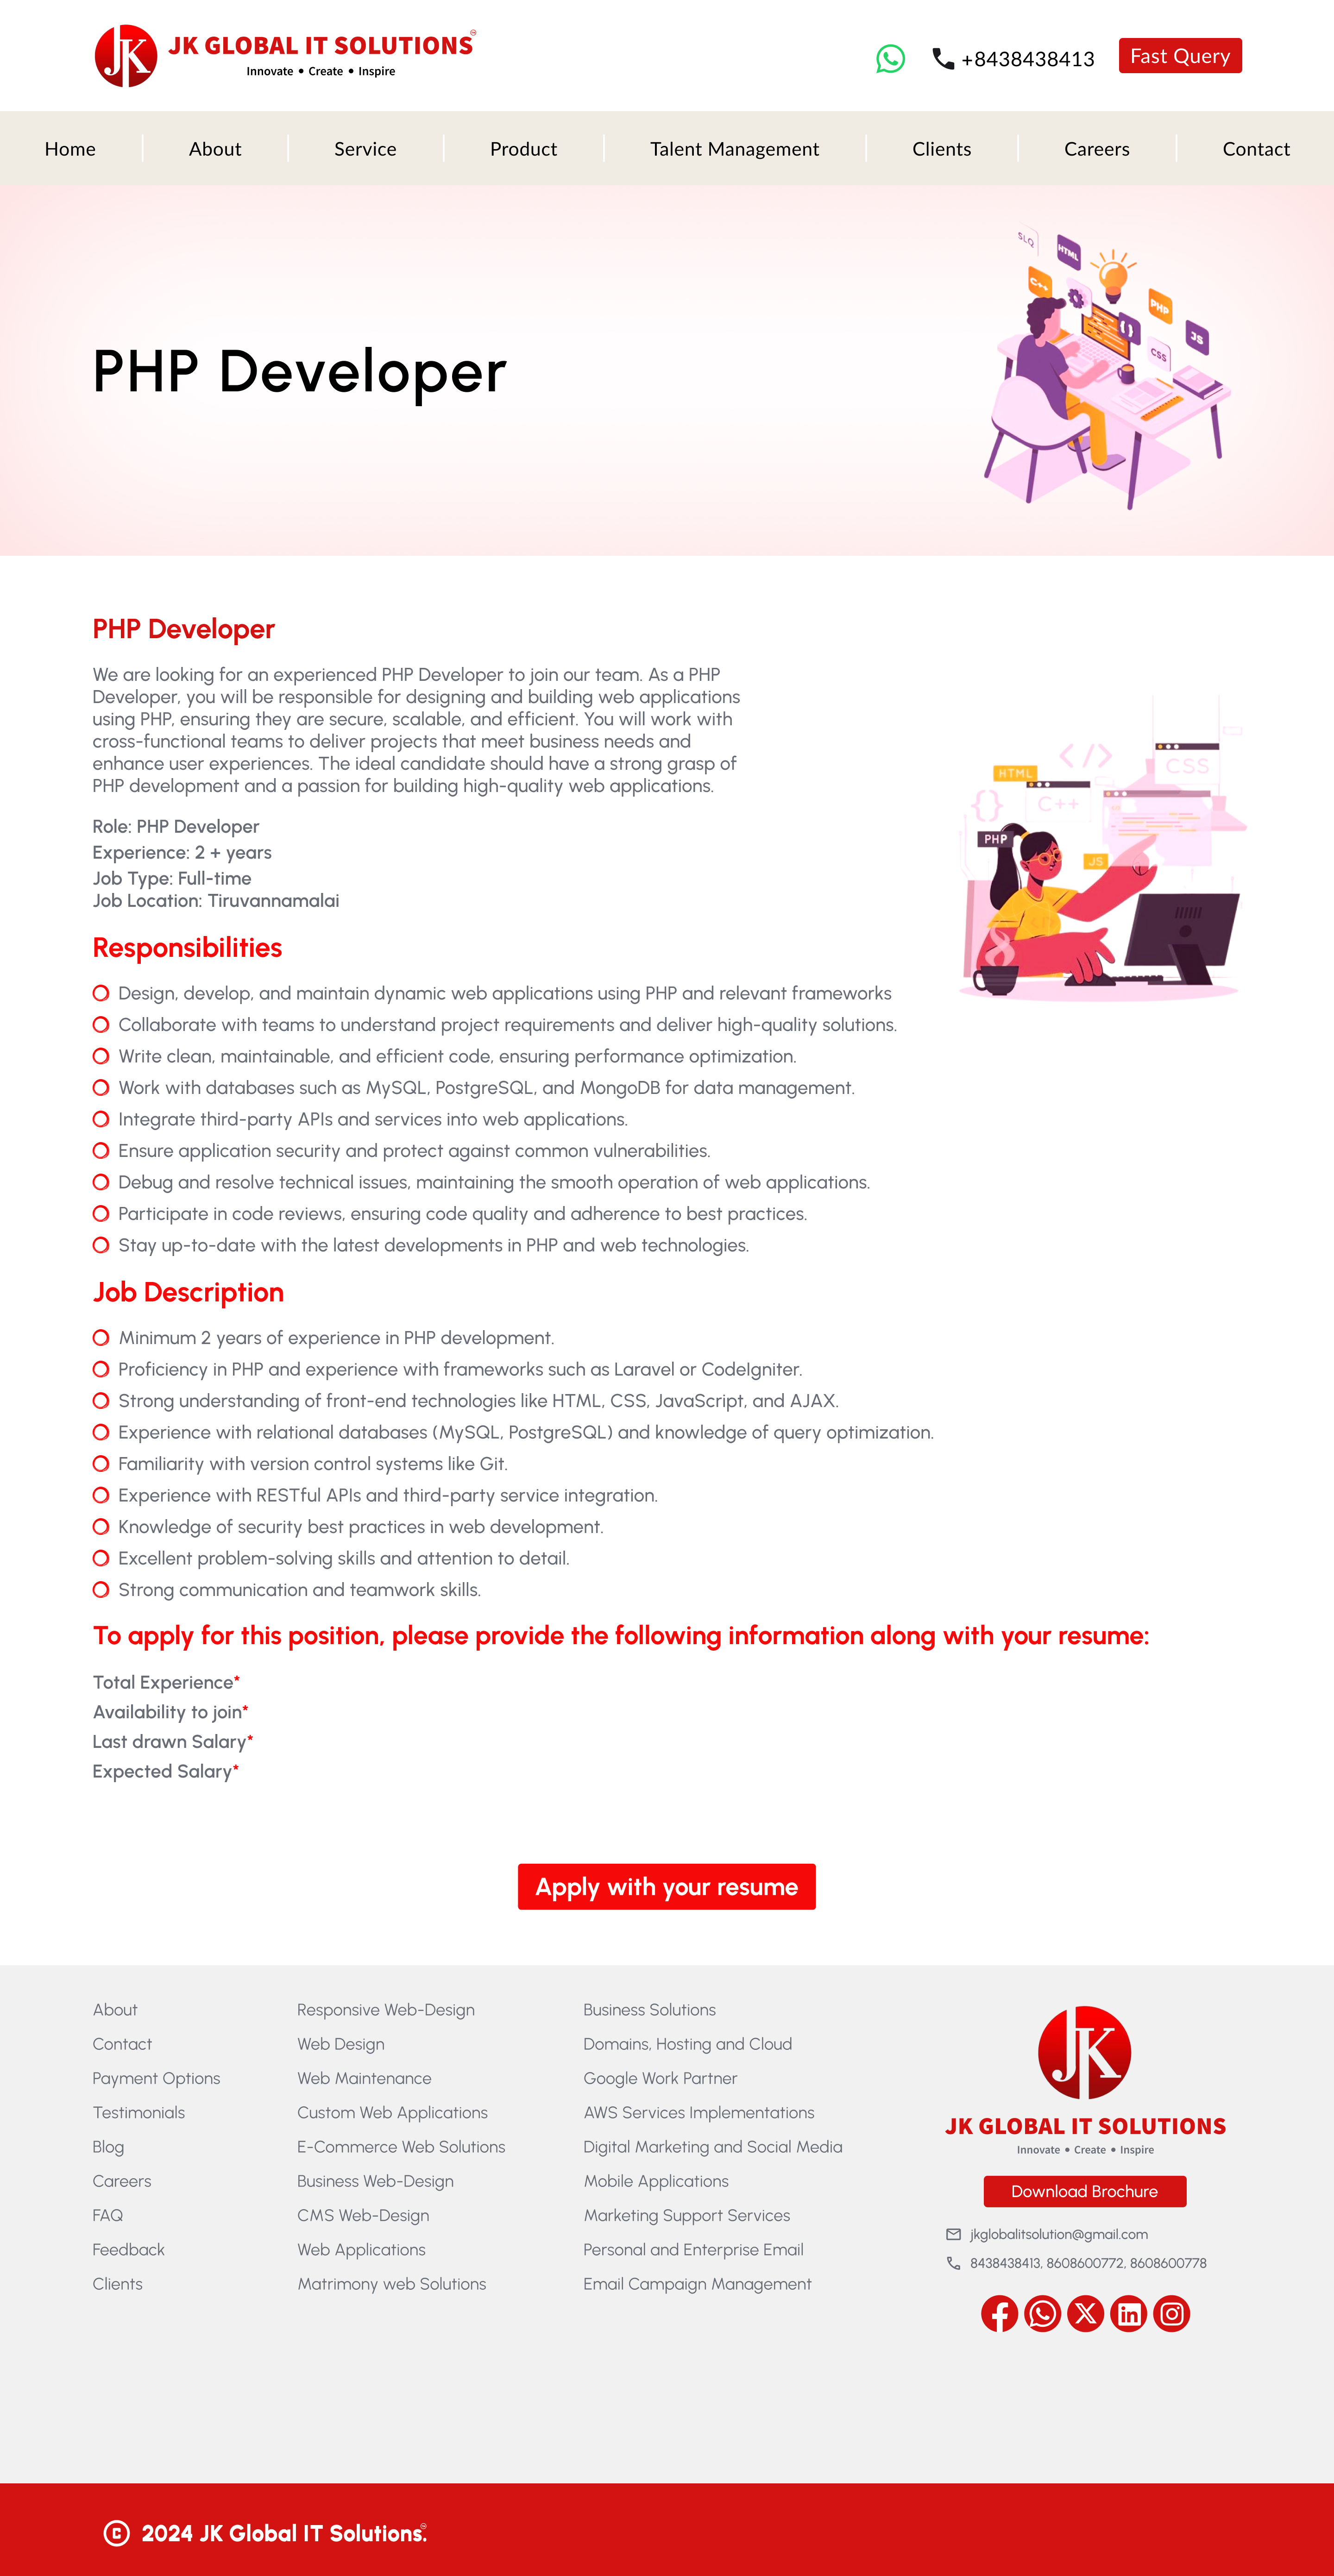 JK GLOBAL IT SOLUTIONS
Innovate • Create • Inspire
+8438438413
Fast Query
Home
About
Service
Product
Talent Management
Clients
Careers
Contact
SLQ
HTML
C++
PHP
{ }
JS
CSS
PHP Developer
PHP Developer
We are looking for an experienced PHP Developer to join our team. As a PHP
Developer, you will be responsible for designing and building web applications
using PHP, ensuring they are secure, scalable, and efficient. You will work with
cross-functional teams to deliver projects that meet business needs and
enhance user experiences. The ideal candidate should have a strong grasp of
PHP development and a passion for building high-quality web applications.
CSS
</>
HTML
{ }
C++
PHP
JS
Role: PHP Developer
Experience: 2 + years
Job Type: Full-time
Job Location: Tiruvannamalai
Responsibilities
Design, develop, and maintain dynamic web applications using PHP and relevant frameworks
Collaborate with teams to understand project requirements and deliver high-quality solutions.
Write clean, maintainable, and efficient code, ensuring performance optimization.
Work with databases such as MySQL, PostgreSQL, and MongoDB for data management.
Integrate third-party APIs and services into web applications.
Ensure application security and protect against common vulnerabilities.
Debug and resolve technical issues, maintaining the smooth operation of web applications.
Participate in code reviews, ensuring code quality and adherence to best practices.
Stay up-to-date with the latest developments in PHP and web technologies.
Job Description
Minimum 2 years of experience in PHP development.
Proficiency in PHP and experience with frameworks such as Laravel or CodeIgniter.
Strong understanding of front-end technologies like HTML, CSS, JavaScript, and AJAX.
Experience with relational databases (MySQL, PostgreSQL) and knowledge of query optimization.
Familiarity with version control systems like Git.
Experience with RESTful APIs and third-party service integration.
Knowledge of security best practices in web development.
Excellent problem-solving skills and attention to detail.
Strong communication and teamwork skills.
To apply for this position, please provide the following information along with your resume:
Total Experience*
Availability to join*
Last drawn Salary*
Expected Salary*
Apply with your resume
About
Contact
Payment Options
Testimonials
Blog
Careers
FAQ
Feedback
Clients
Responsive Web-Design
Web Design
Web Maintenance
Custom Web Applications
E-Commerce Web Solutions
Business Web-Design
CMS Web-Design
Web Applications
Matrimony web Solutions
Business Solutions
Domains, Hosting and Cloud
Google Work Partner
AWS Services Implementations
Digital Marketing and Social Media
Mobile Applications
Marketing Support Services
Personal and Enterprise Email
Email Campaign Management
JK
JK GLOBAL IT SOLUTIONS
Innovate • Create • Inspire
Download Brochure
jkglobalitsolution@gmail.com
8438438413, 8608600772, 8608600778
© 2024 JK Global IT Solutions.